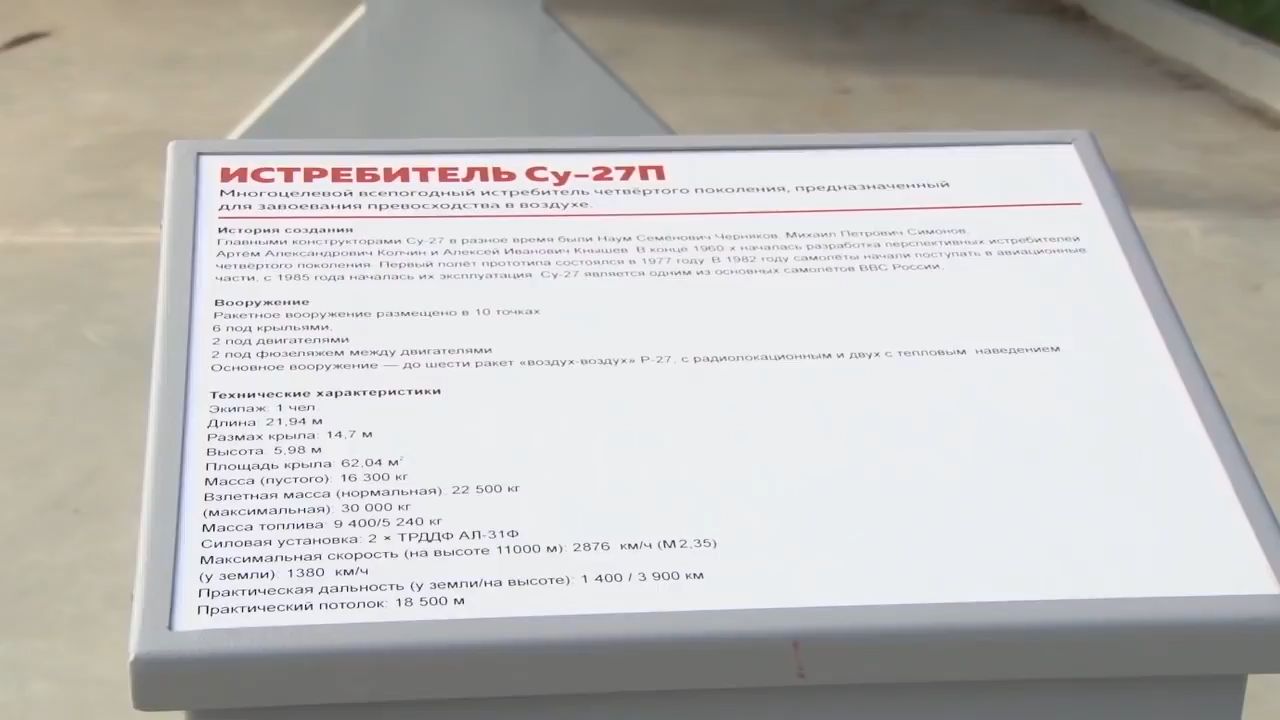 ИСТРЕБИТЕЛЬ Су-27П
Многоцелевой всепогодный истребитель четвёртого поколения, предназначенный
для завоевания превосходства в воздухе.
История создания
Главными конструкторами Су-27 в разное время были Наум Семёнович Черняков, Михаил Петрович Симонов,
Артём Александрович Колчин и Алексей Иванович Кнышев. В конце 1960-х началась разработка перспективных истребителей
четвёртого поколения. Первый полёт прототипа состоялся в 1977 году. В 1982 году самолёты начали поступать в авиационные
части, с 1985 года началась их эксплуатация. Су-27 является одним из основных самолётов ВВС России.
Вооружение
Ракетное вооружение размещено в 10 точках
6 под крыльями,
2 под двигателями
2 под фюзеляжем между двигателями
Основное вооружение — до шести ракет «воздух-воздух» Р-27, с радиолокационным и двух с тепловым наведением
Технические характеристики
Экипаж: 1 чел.
Длина: 21,94 м
Размах крыла: 14,7 м
Высота: 5,98 м
Площадь крыла: 62,04 м²
Масса (пустого): 16 300 кг
Взлетная масса (нормальная): 22 500 кг
(максимальная): 30 000 кг
Масса топлива: 9 400/5 240 кг
Силовая установка: 2 × ТРДДФ АЛ-31Ф
Максимальная скорость (на высоте 11000 м): 2876 км/ч (М2,35)
(у земли): 1380 км/ч
Практическая дальность (у земли/на высоте): 1 400 / 3 900 км
Практический потолок: 18 500 м